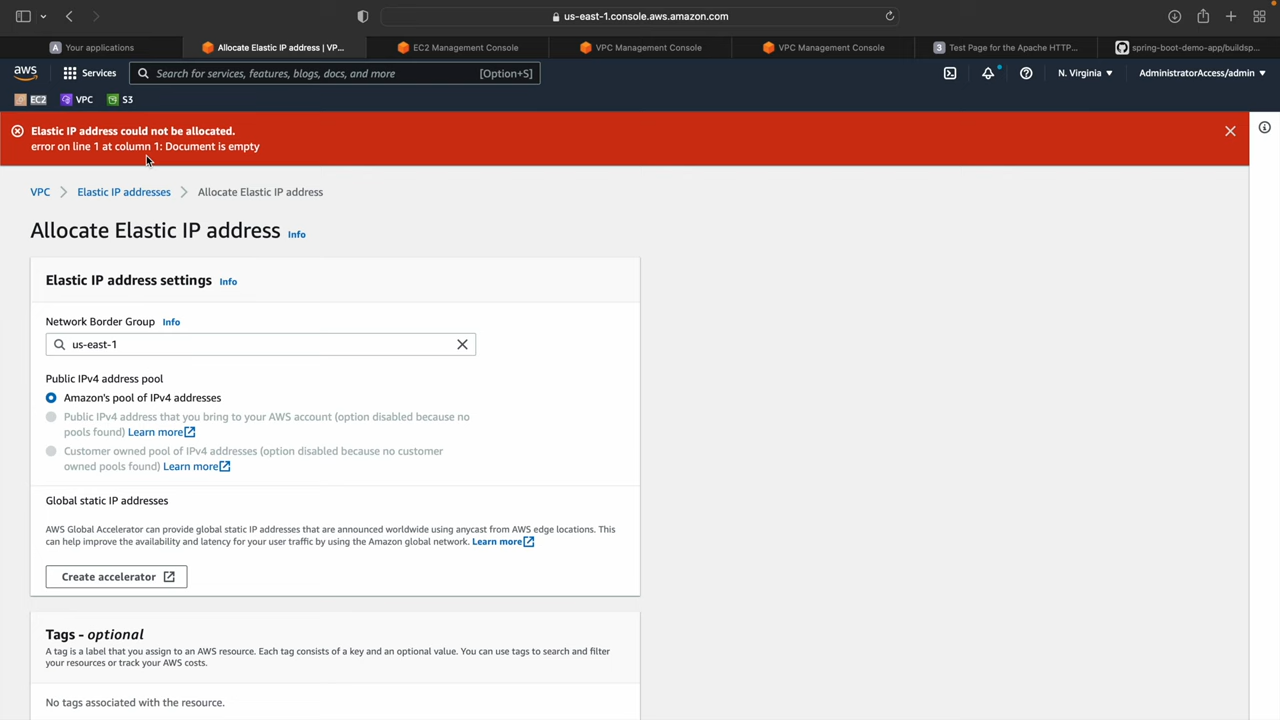 us-east-1.console.aws.amazon.com
Your applications
Allocate Elastic IP address | VP...
EC2 Management Console
VPC Management Console
VPC Management Console
Test Page for the Apache HTTP...
spring-boot-demo-app/buildsp...
aws
Services
Search for services, features, blogs, docs, and more
[Option+S]
N. Virginia
AdministratorAccess/admin
EC2
VPC
S3
Elastic IP address could not be allocated.
error on line 1 at column 1: Document is empty
VPC
Elastic IP addresses
Allocate Elastic IP address
Allocate Elastic IP address Info
Elastic IP address settings Info
Network Border Group Info
us-east-1
Public IPv4 address pool
Amazon's pool of IPv4 addresses
Public IPv4 address that you bring to your AWS account (option disabled because no
pools found) Learn more
Customer owned pool of IPv4 addresses (option disabled because no customer
owned pools found) Learn more
Global static IP addresses
AWS Global Accelerator can provide global static IP addresses that are announced worldwide using anycast from AWS edge locations. This
can help improve the availability and latency for your user traffic by using the Amazon global network. Learn more
Create accelerator
Tags - optional
A tag is a label that you assign to an AWS resource. Each tag consists of a key and an optional value. You can use tags to search and filter
your resources or track your AWS costs.
No tags associated with the resource.